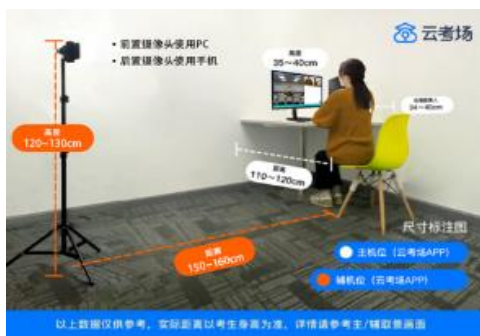 云考场
• 前置摄像头使用PC
• 后置摄像头使用手机
高度
35~40cm
34~40cm
高度
120~130cm
距离
110~120cm
距离
150~160cm
尺寸标注图
主机位（云考场APP）
辅机位（云考场APP）
以上数据仅供参考，实际距离以考生身高为准、详情请参考主/辅取景画面